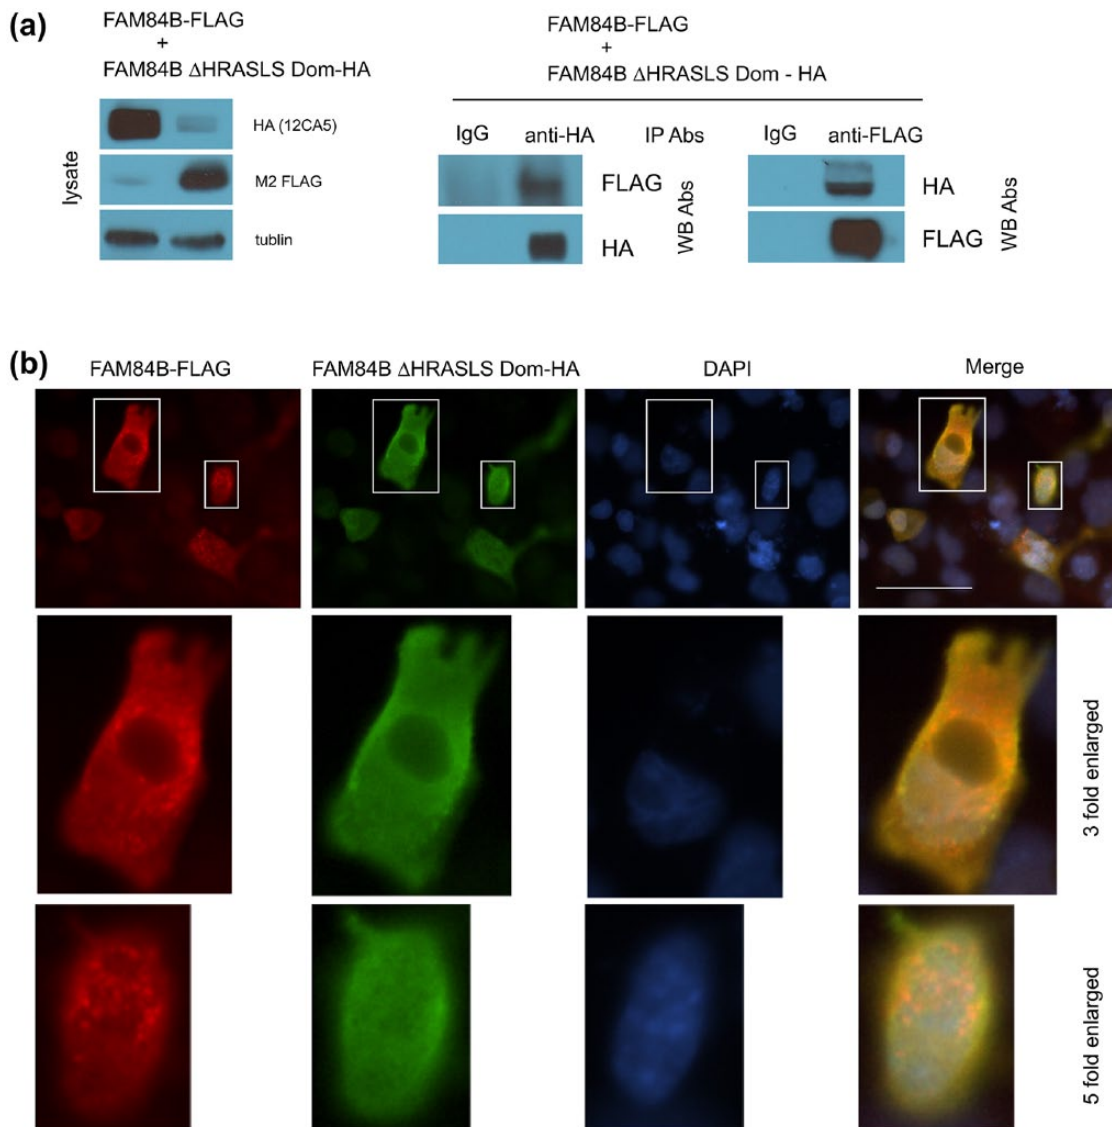 (a)
FAM84B-FLAG
+
FAM84B ΔHRASLS Dom-HA
HA (12CA5)
M2 FLAG
tublin
lysate
FAM84B-FLAG
+
FAM84B ΔHRASLS Dom - HA
IgG anti-HA IP Abs IgG anti-FLAG
FLAG
HA
WB Abs
HA
FLAG
WB Abs
(b)
FAM84B-FLAG FAM84B ΔHRASLS Dom-HA DAPI Merge
3 fold enlarged
5 fold enlarged